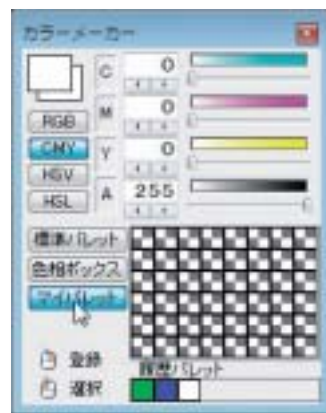 カラーメーカー
C 0
RGB
M 0
CMY
Y 0
HSV
HSL
A 255
標準パレット
色相ボックス
マイパレット
登録
履歴パレット
選択